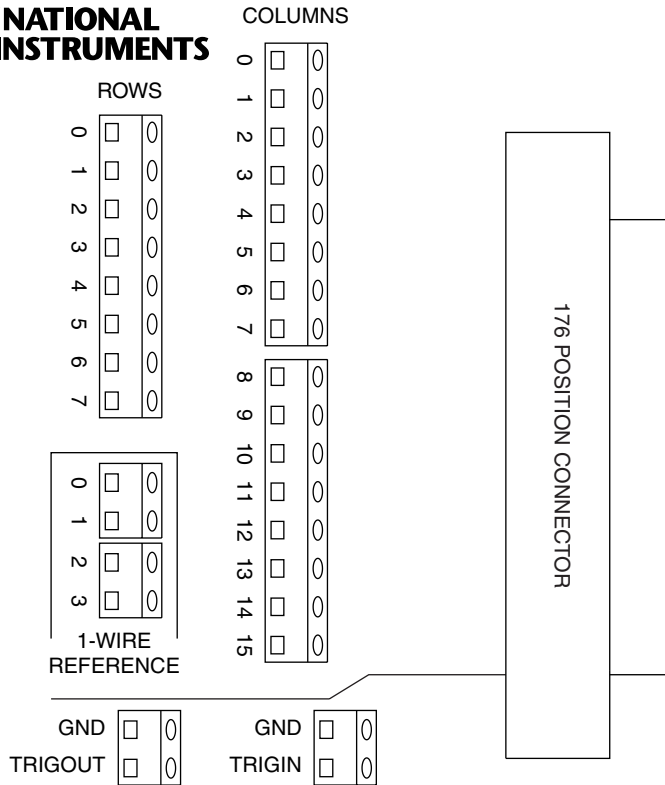 NATIONAL
INSTRUMENTS
COLUMNS
0
1
2
3
4
5
6
7
8
9
10
11
12
13
14
15
ROWS
0
1
2
3
4
5
6
7
0
1
2
3
1-WIRE
REFERENCE
176 POSITION CONNECTOR
GND
TRIGOUT
GND
TRIGIN